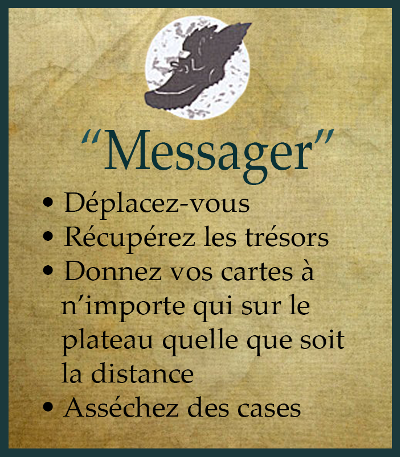 “Messager”
• Déplacez-vous
• Récupérez les trésors
• Donnez vos cartes à
n’importe qui sur le
plateau quelle que soit
la distance
• Asséchez des cases